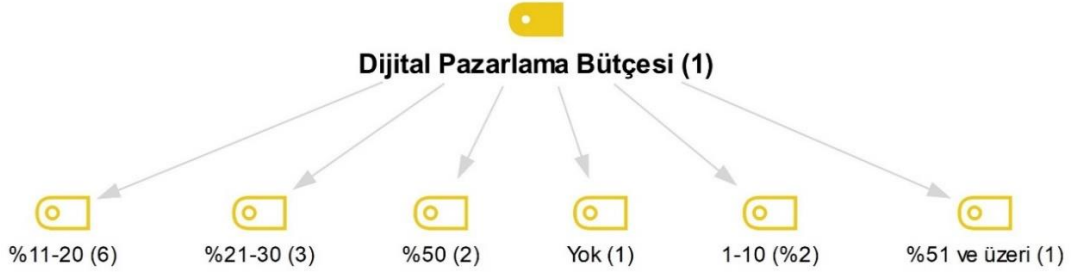 Dijital Pazarlama Bütçesi (1)
%11-20 (6)
%21-30 (3)
%50 (2)
Yok (1)
1-10 (%2)
%51 ve üzeri (1)